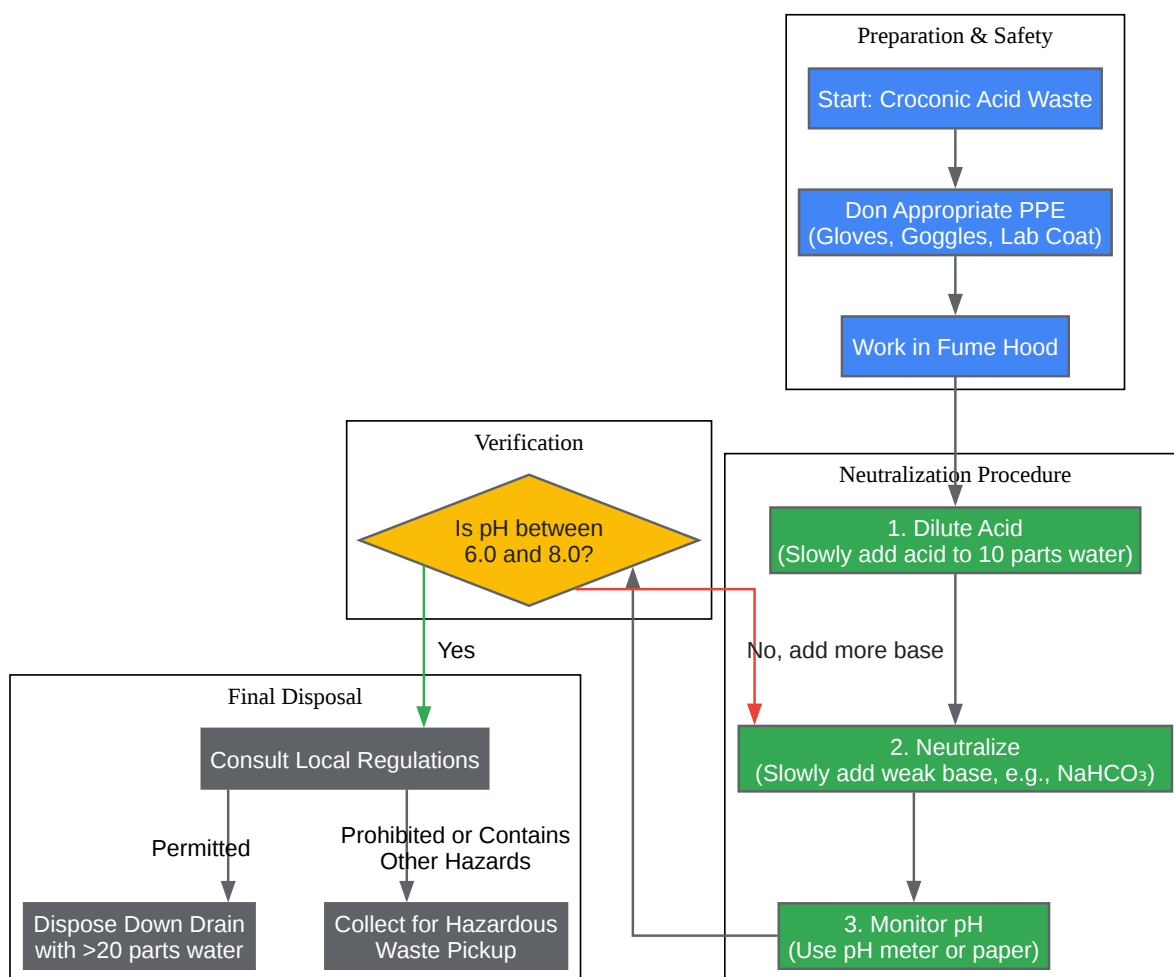 Preparation & Safety
Start: Croconic Acid Waste
Don Appropriate PPE
(Gloves, Goggles, Lab Coat)
Work in Fume Hood
Verification
Is pH between
6.0 and 8.0?
Neutralization Procedure
1. Dilute Acid
(Slowly add acid to 10 parts water)
Yes
No, add more base
Final Disposal
Consult Local Regulations
2. Neutralize
(Slowly add weak base, e.g., NaHCO₃)
Permitted
Prohibited or Contains
Other Hazards
Dispose Down Drain
with >20 parts water
Collect for Hazardous
Waste Pickup
3. Monitor pH
(Use pH meter or paper)